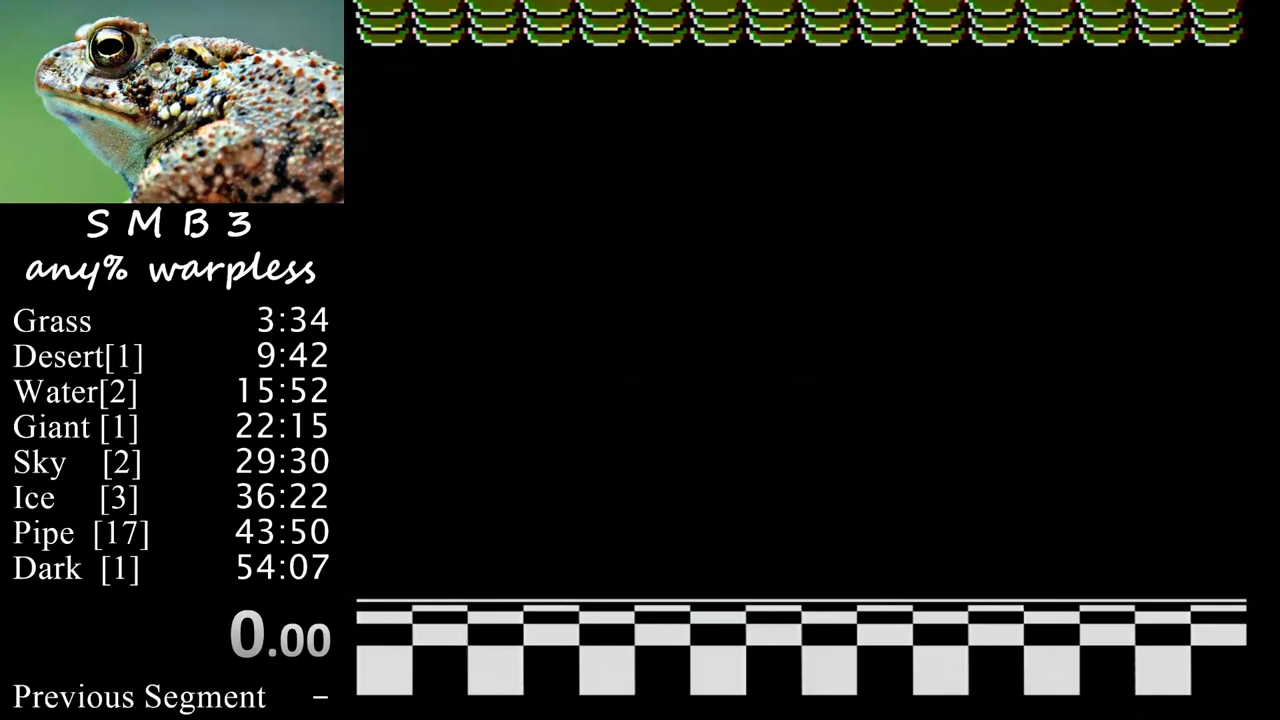 S M B 3
any% warpless
Grass 3:34
Desert[1] 9:42
Water[2] 15:52
Giant [1] 22:15
Sky [2] 29:30
Ice [3] 36:22
Pipe [17] 43:50
Dark [1] 54:07
0.00
Previous Segment –